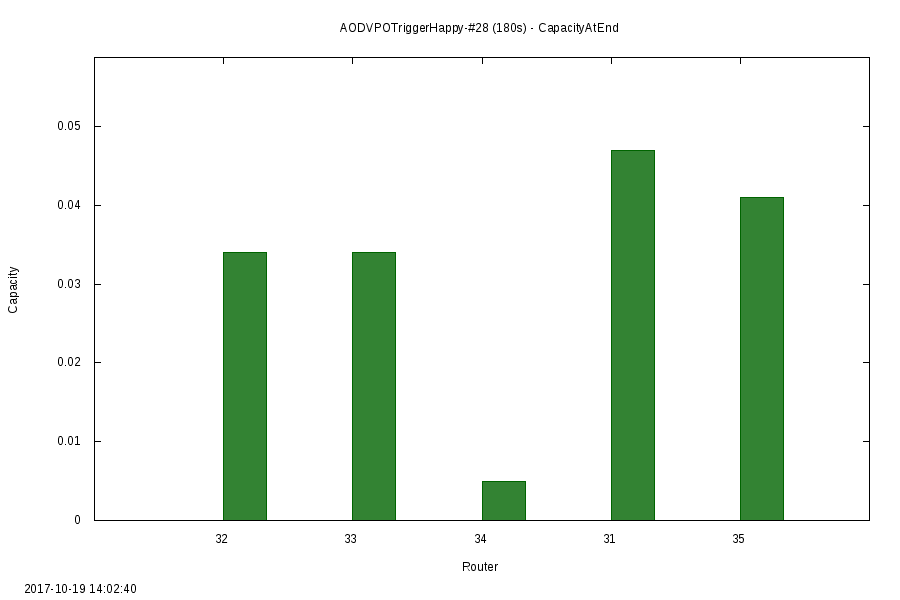 AODVPOTriggerHappy-#28 (180s) - CapacityAtEnd
0.05
0.04
0.03
0.02
0.01
0
Capacity
32 33 34 31 35
Router
2017-10-19 14:02:40